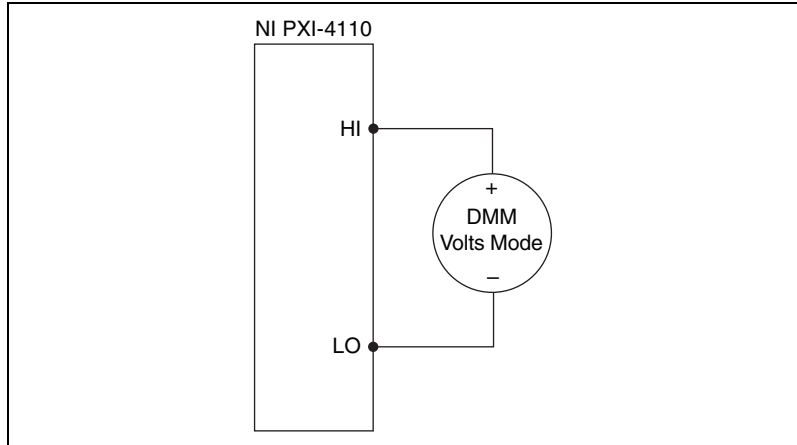 NI PXI-4110
HI
+
DMM
Volts Mode
–
LO